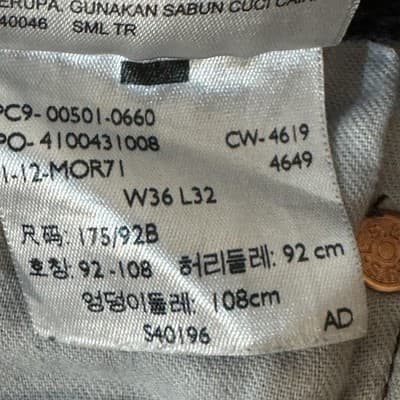 ERUPA. GUNAKAN SABUN CUCI CAIR
40046 SML TR
PC9-00501-0660
PO-4100431008 CW-4619
1-12-MOR71 4649
W36 L32
尺码: 175/92B
호칭: 92-108 허리둘레: 92 cm
엉덩이둘레: 108cm
S40196 AD